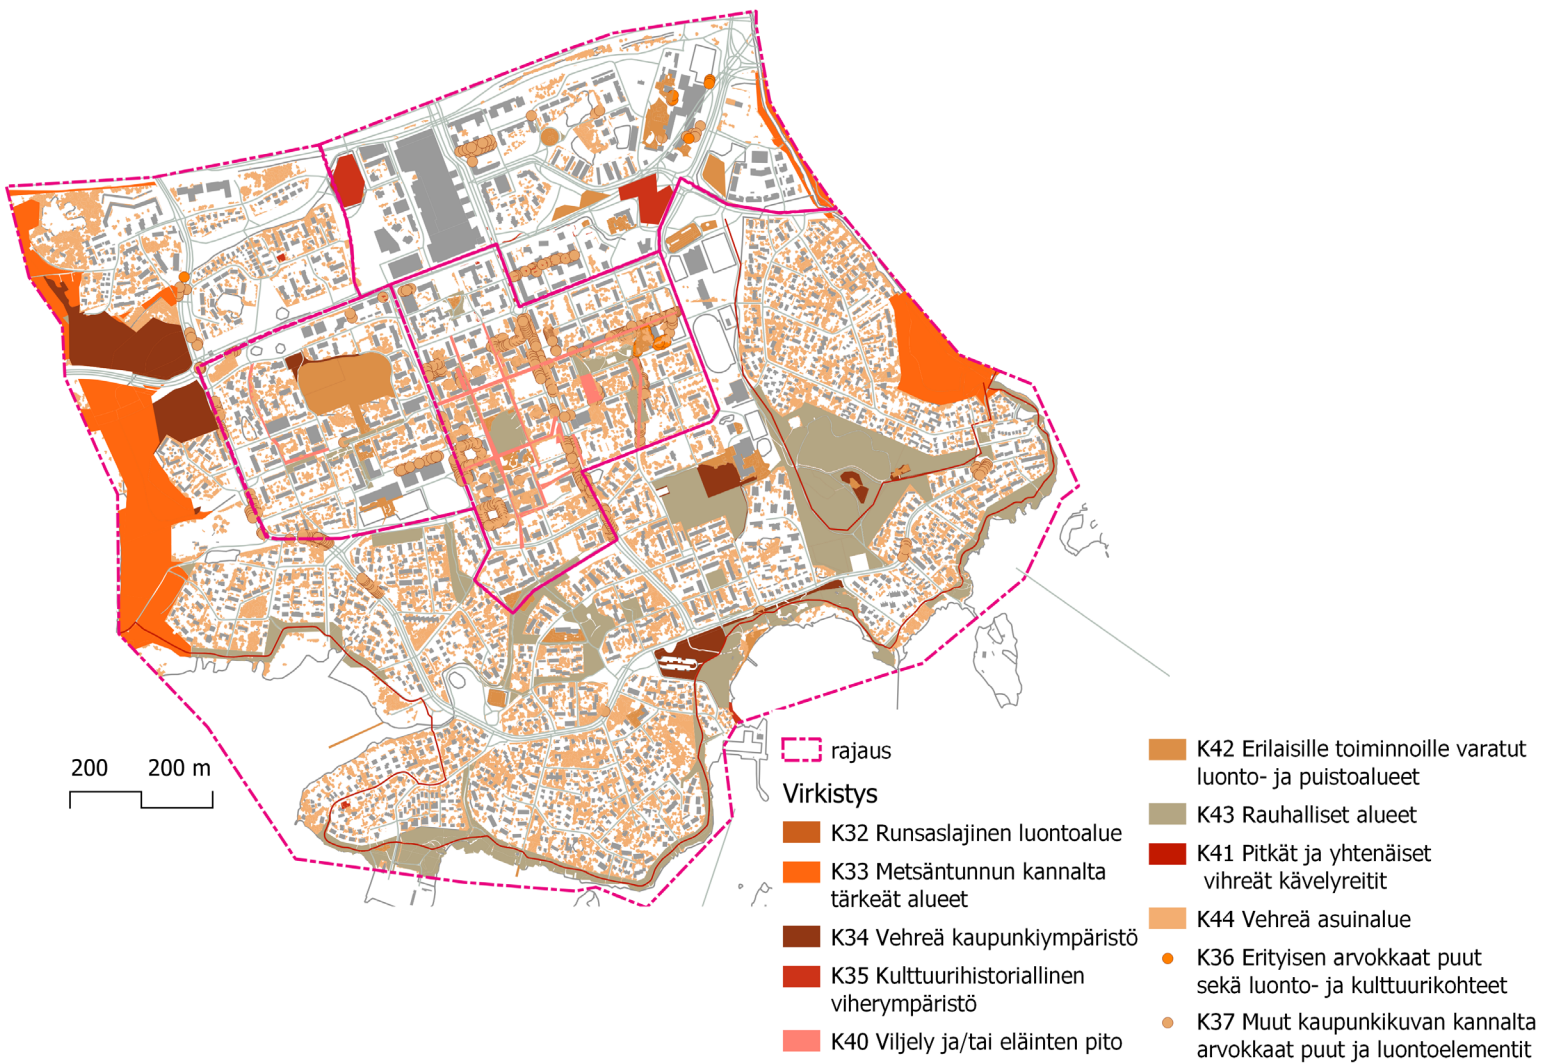 200 200 m
rajaus
Virkistys
K32 Runsaslajinen luontoalue
K33 Metsäntunnun kannalta
tärkeät alueet
K34 Vehreä kaupunkiympäristö
K35 Kulttuurihistoriallinen
viherympäristö
K40 Viljely ja/tai eläinten pito
K42 Erilaisille toiminnoille varatut
luonto- ja puistoalueet
K43 Rauhalliset alueet
K41 Pitkät ja yhtenäiset
vihreät kävelyreitit
K44 Vehreä asuinalue
K36 Erityisen arvokkaat puut
sekä luonto- ja kulttuurikohteet
K37 Muut kaupunkikuvan kannalta
arvokkaat puut ja luontoelementit